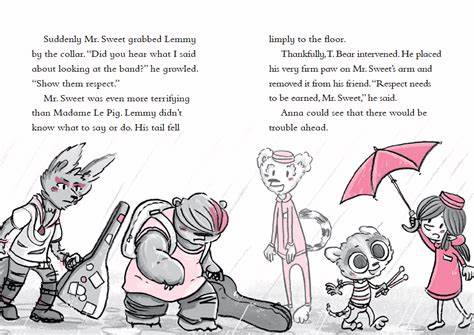 Suddenly Mr. Sweet grabbed Lemmy
by the collar. “Did you hear what I said
about looking at the band?” he growled.
“Show them respect.”
Mr. Sweet was even more terrifying
than Madame Le Pig. Lemmy didn’t
know what to say or do. His tail fell
limply to the floor.
Thankfully, T. Bear intervened. He placed
his very firm paw on Mr. Sweet’s arm and
removed it from his friend. “Respect needs
to be earned, Mr. Sweet,” he said.
Anna could see that there would be
trouble ahead.